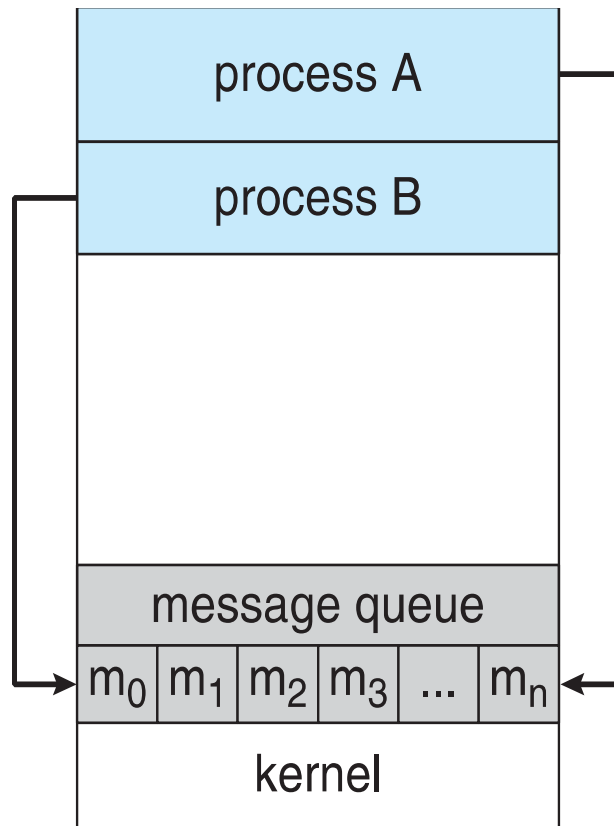 process A
process B
message queue
m₀ m₁ m₂ m₃ ... mₙ
kernel